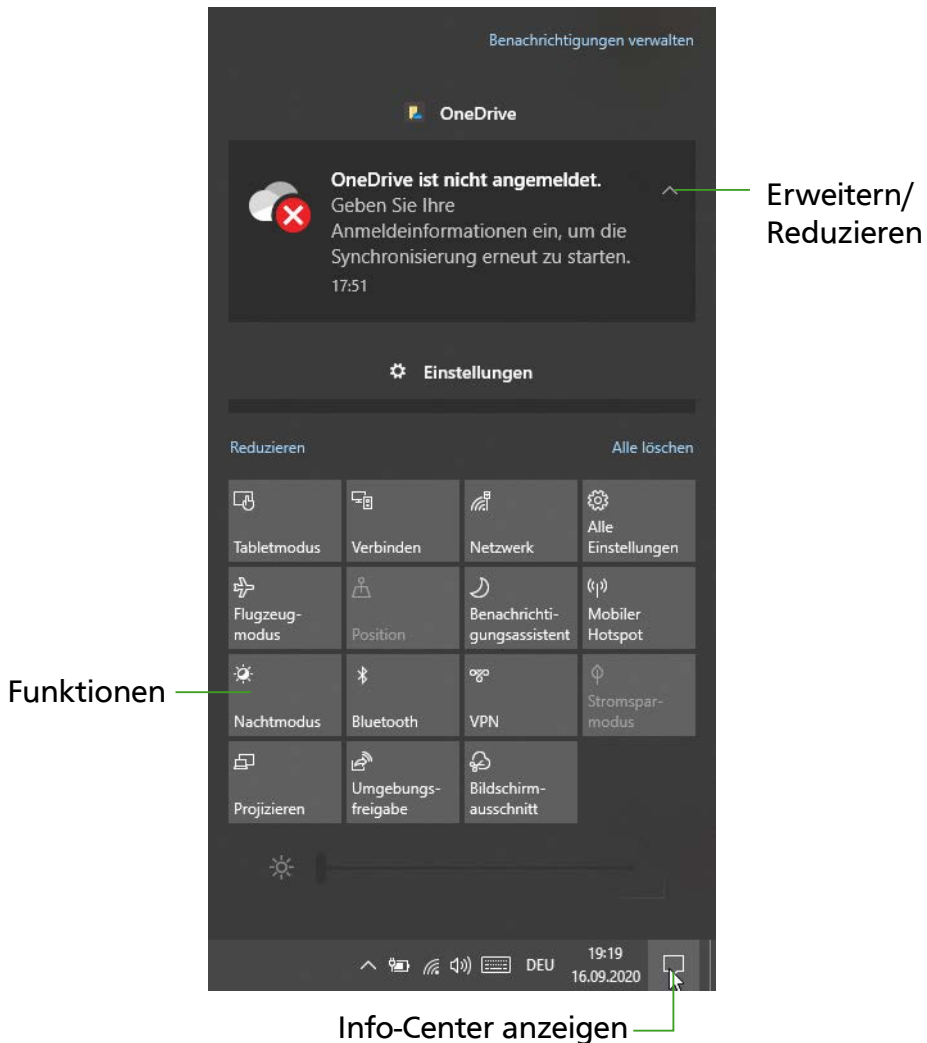 Benachrichtigungen verwalten
OneDrive
OneDrive ist nicht angemeldet.
Geben Sie Ihre
Anmeldeinformationen ein, um die
Synchronisierung erneut zu starten.
17:51
Erweitern/
Reduzieren
Einstellungen
Reduzieren
Alle löschen
Tabletmodus
Verbinden
Netzwerk
Alle
Einstellungen
Flugzeug-
modus
Position
Benachrichti-
gungsassistent
Mobiler
Hotspot
Funktionen
Nachtmodus
Bluetooth
VPN
Stromspar-
modus
Projizieren
Umgebungs-
freigabe
Bildschirm-
ausschnitt
DEU
19:19
16.09.2020
Info-Center anzeigen